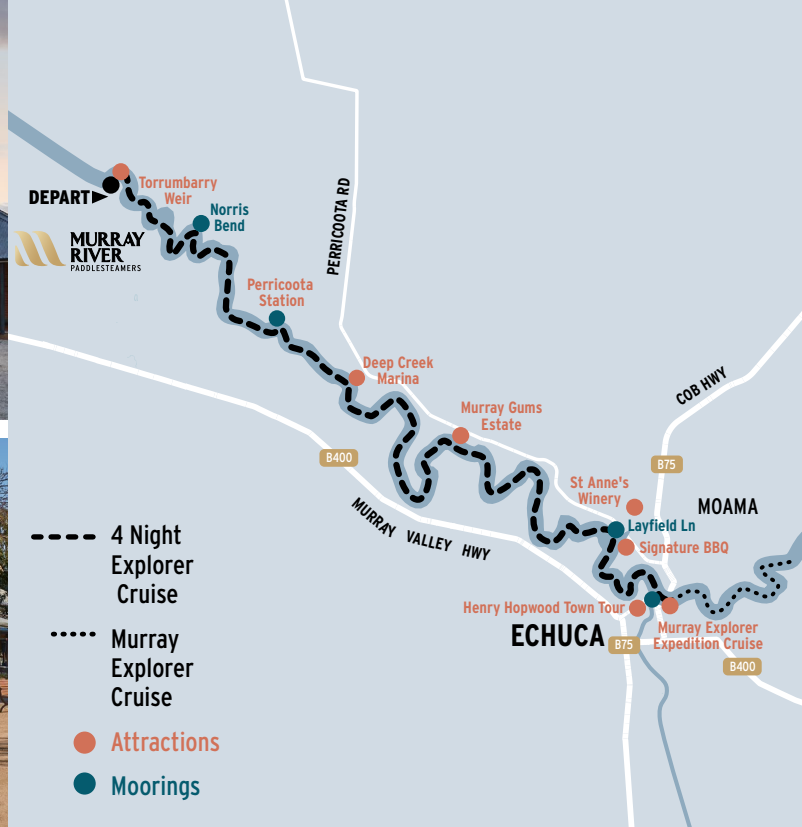 PERRICOOTA RD
Torrumbarry
Weir
DEPART
Norris
Bend
MURRAY
RIVER
PADDLESTEAMERS
Perricoota
Station
Deep Creek
Marina
COB HWY
Murray Gums
Estate
B400
B75
St Anne's
Winery
MOAMA
MURRAY VALLEY HWY
Layfield Ln
Signature BBQ
4 Night
Explorer
Cruise
Henry Hopwood Town Tour
ECHUCA
B75
Murray Explorer
Expedition Cruise
B400
Murray
Explorer
Cruise
Attractions
Moorings